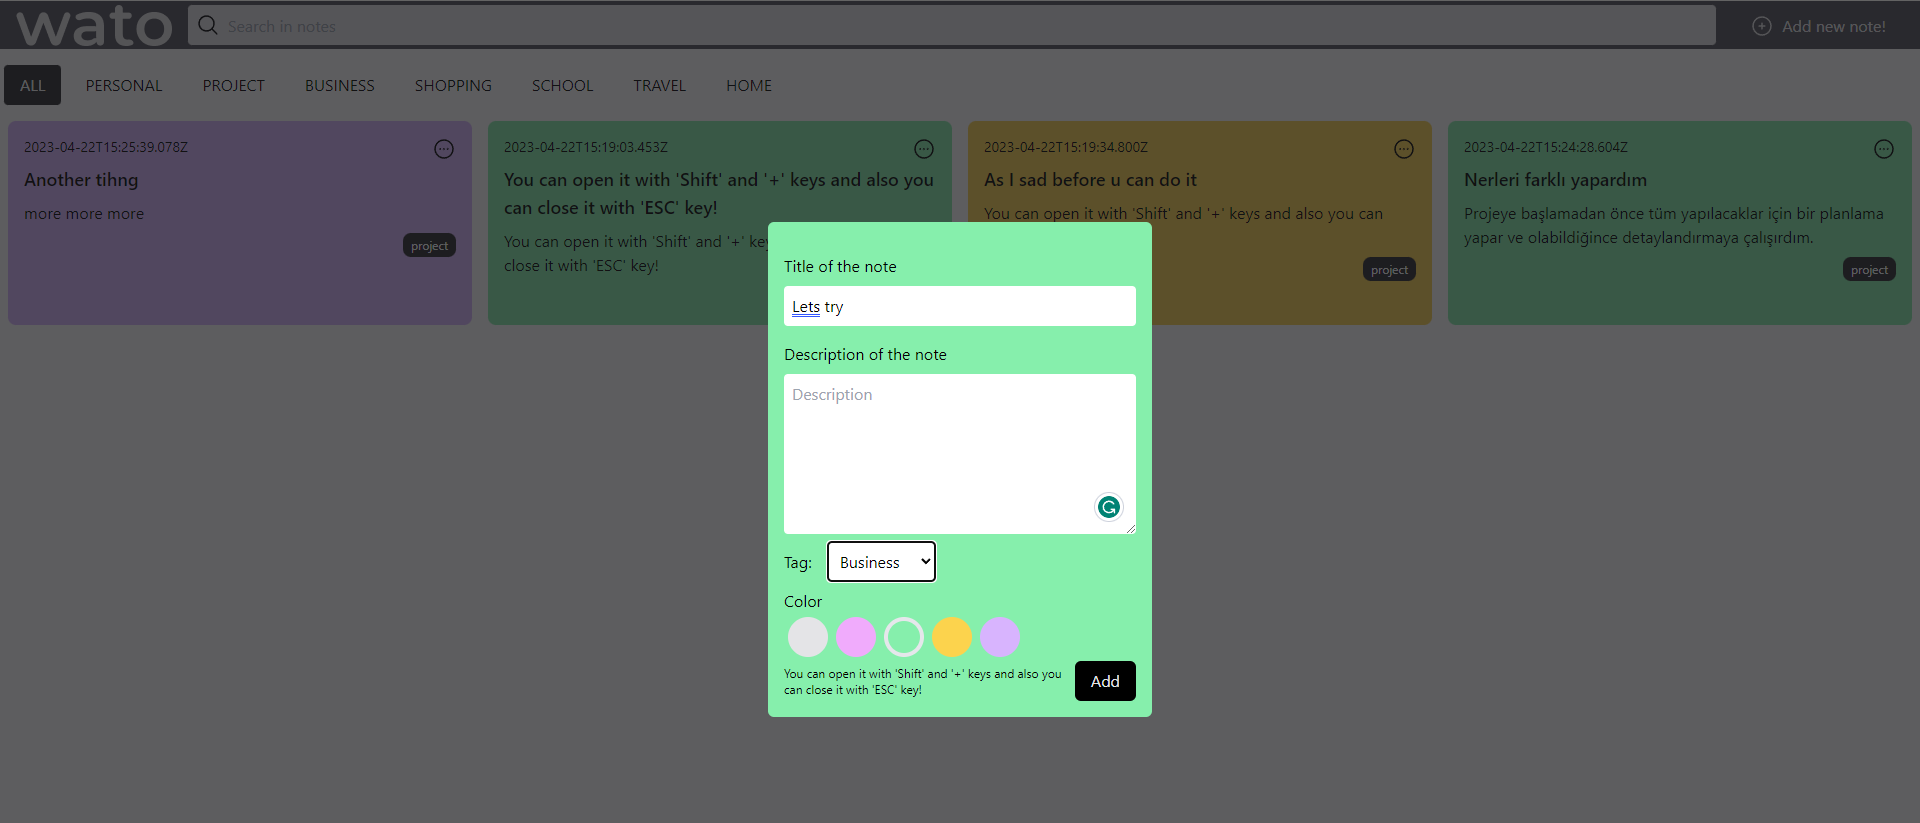 wato
Search in notes
Add new note!
ALL PERSONAL PROJECT BUSINESS SHOPPING SCHOOL TRAVEL HOME
2023-04-22T15:25:39.078Z
Another tihng
more more more
project
2023-04-22T15:19:03.453Z
You can open it with 'Shift' and '+' keys and also you
can close it with 'ESC' key!
You can open it with 'Shift' and '+' key
close it with 'ESC' key!
2023-04-22T15:19:34.800Z
As I sad before u can do it
You can open it with 'Shift' and '+' keys and also you can
project
2023-04-22T15:24:28.604Z
Nerleri farklı yapardım
Projeye başlamadan önce tüm yapılacaklar için bir planlama
yapar ve olabildiğince detaylandırmaya çalışırdım.
project
Title of the note
Lets try
Description of the note
Description
Tag: Business
Color
You can open it with 'Shift' and '+' keys and also you
can close it with 'ESC' key!
Add